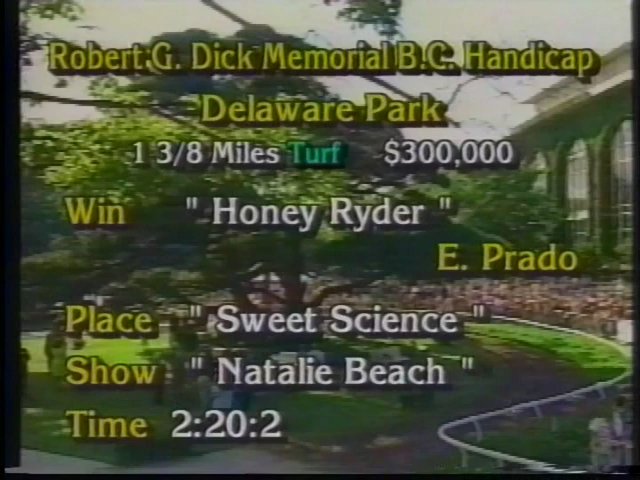 Robert G. Dick Memorial B.C. Handicap
Delaware Park
1 3/8 Miles Turf $300,000
Win " Honey Ryder "
E. Prado
Place " Sweet Science "
Show " Natalie Beach "
Time 2:20:2